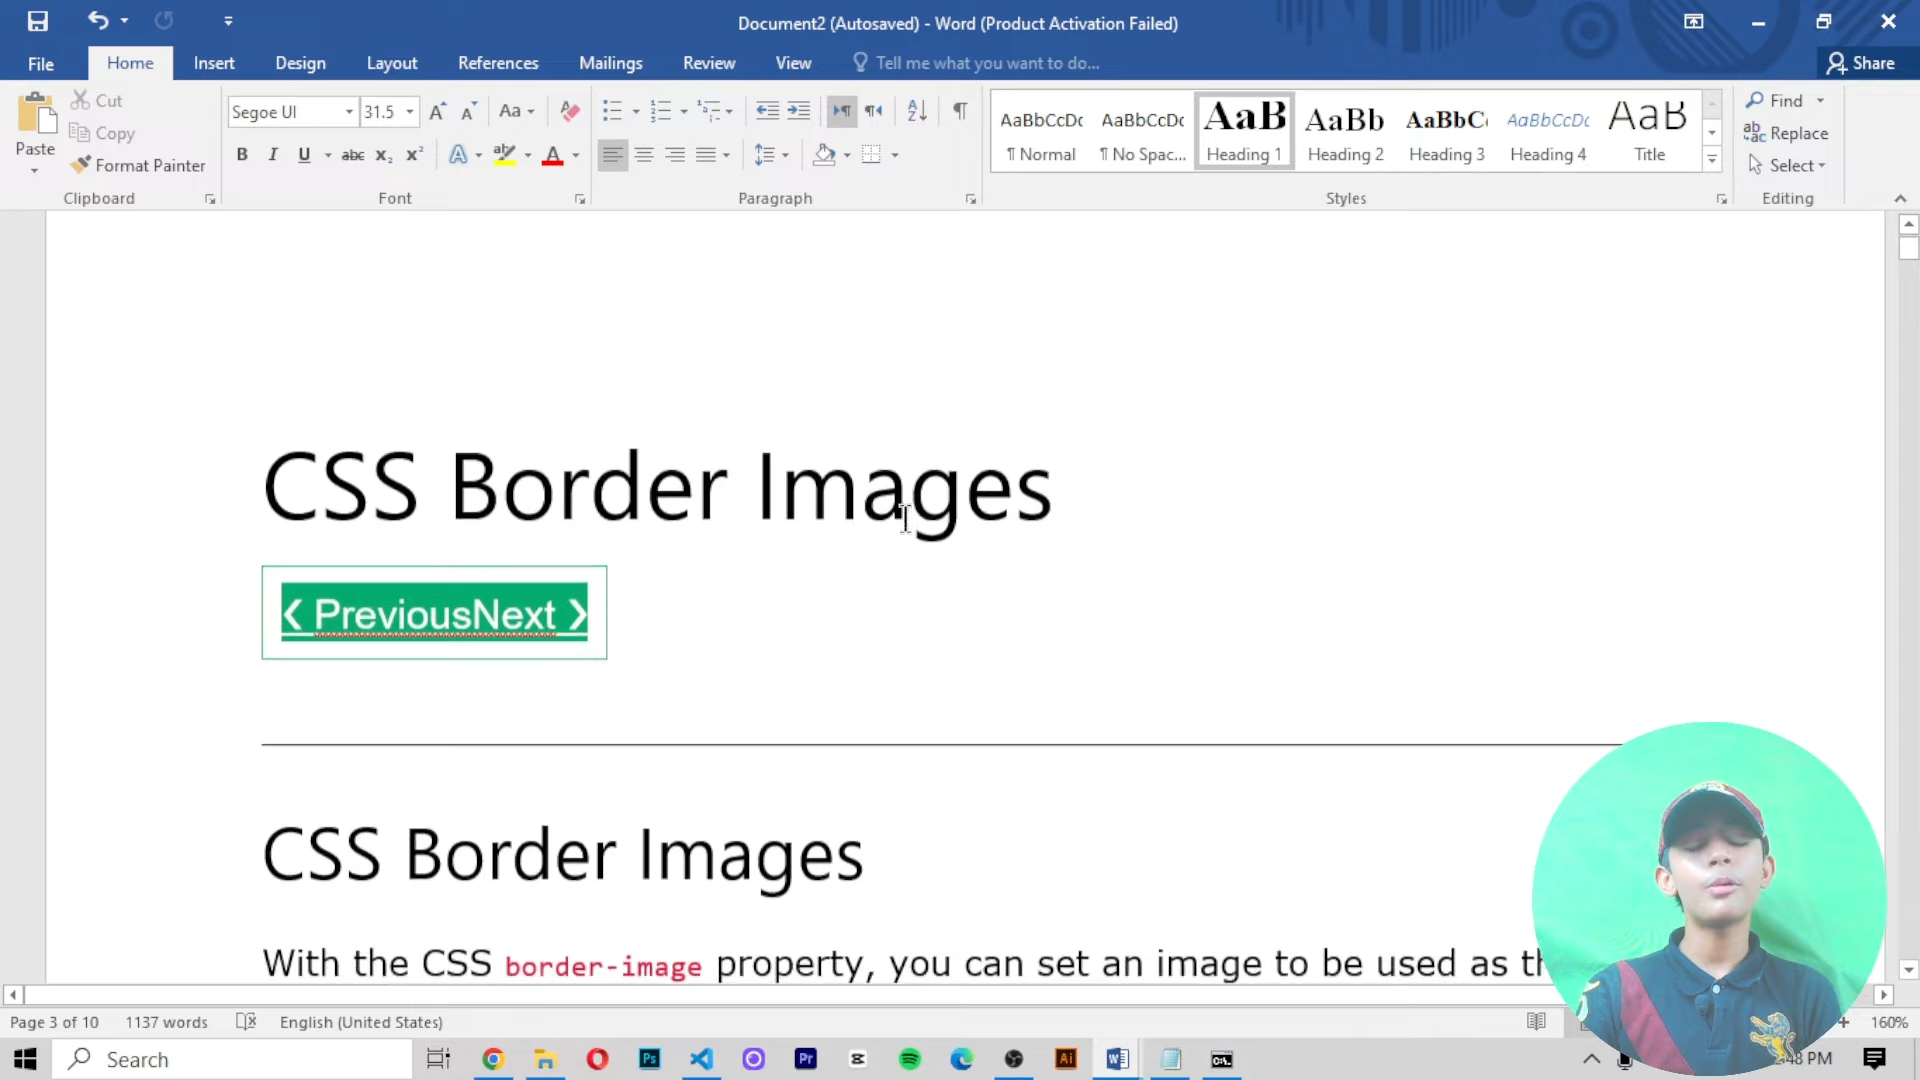 Document2 (Autosaved) - Word (Product Activation Failed)
File Home Insert Design Layout References Mailings Review View Tell me what you want to do... Share
Paste
Cut
Copy
Format Painter
Clipboard
Segoe UI 31.5
Font
Paragraph
AaBbCcDc AaBbCcDc AaB AaBb AaBbC AaBbCcDc AaB
¶ Normal ¶ No Spac... Heading 1 Heading 2 Heading 3 Heading 4 Title
Styles
Find
Replace
Select
Editing
CSS Border Images
❮ PreviousNext ❯
CSS Border Images
With the CSS border-image property, you can set an image to be used as
Page 3 of 10 1137 words English (United States) 160%
Search